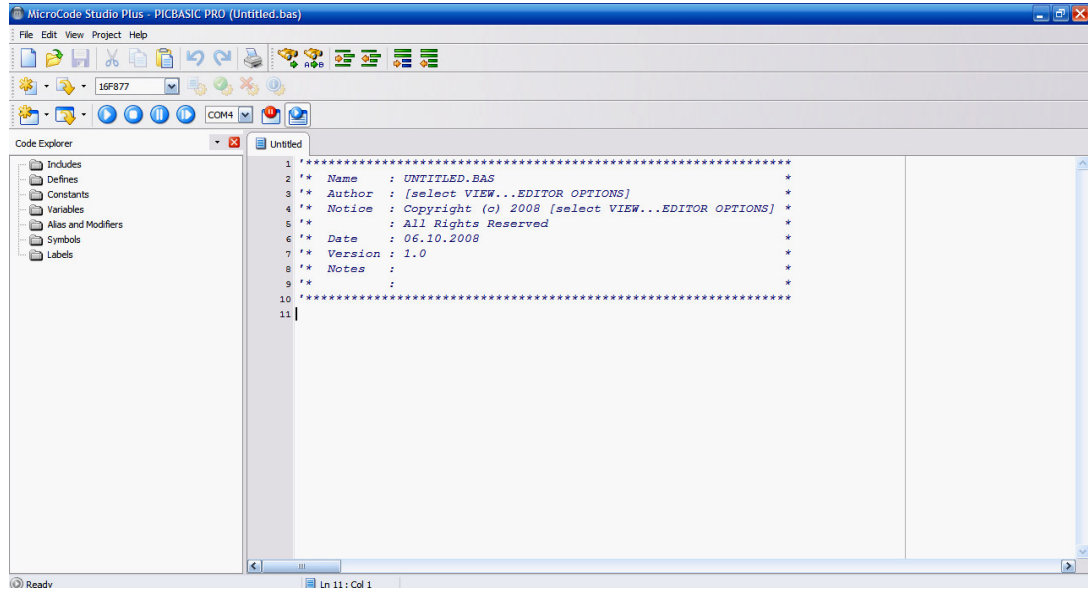 MicroCode Studio Plus - PICBASIC PRO (Untitled.bas)
File Edit View Project Help
A→B
16F877
COM4
Code Explorer
Untitled
Includes
Defines
Constants
Variables
Alias and Modifiers
Symbols
Labels
1 '****************************************************************
2 '*  Name    : UNTITLED.BAS                                      *
3 '*  Author  : [select VIEW...EDITOR OPTIONS]                    *
4 '*  Notice  : Copyright (c) 2008 [select VIEW...EDITOR OPTIONS] *
5 '*          : All Rights Reserved                               *
6 '*  Date    : 06.10.2008                                        *
7 '*  Version : 1.0                                               *
8 '*  Notes   :                                                   *
9 '*          :                                                   *
10 '****************************************************************
11
Ready
Ln 11 : Col 1